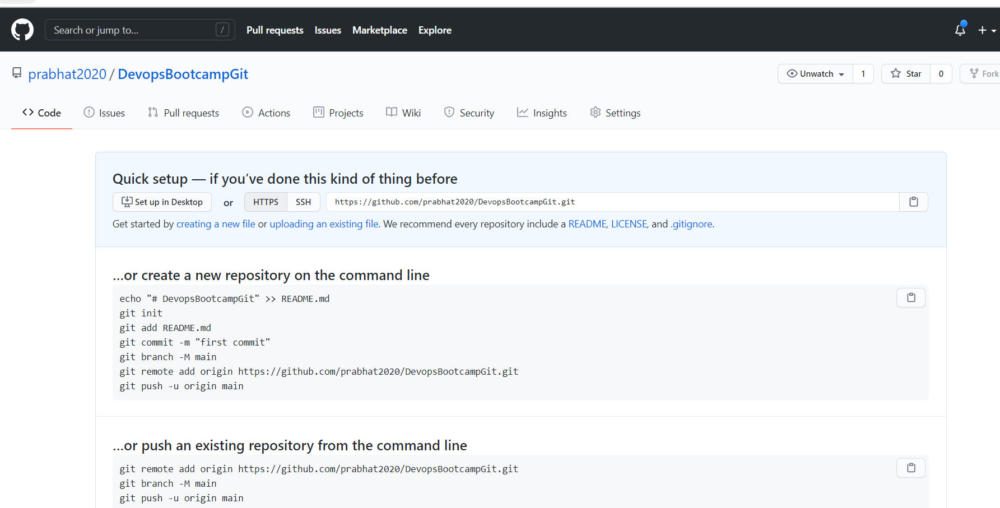 Search or jump to... /
Pull requests Issues Marketplace Explore
prabhat2020 / DevopsBootcampGit
Unwatch 1 Star 0 Fork
Code Issues Pull requests Actions Projects Wiki Security Insights Settings
Quick setup — if you’ve done this kind of thing before
Set up in Desktop or HTTPS SSH https://github.com/prabhat2020/DevopsBootcampGit.git
Get started by creating a new file or uploading an existing file. We recommend every repository include a README, LICENSE, and .gitignore.
…or create a new repository on the command line
echo "# DevopsBootcampGit" >> README.md
git init
git add README.md
git commit -m "first commit"
git branch -M main
git remote add origin https://github.com/prabhat2020/DevopsBootcampGit.git
git push -u origin main
…or push an existing repository from the command line
git remote add origin https://github.com/prabhat2020/DevopsBootcampGit.git
git branch -M main
git push -u origin main